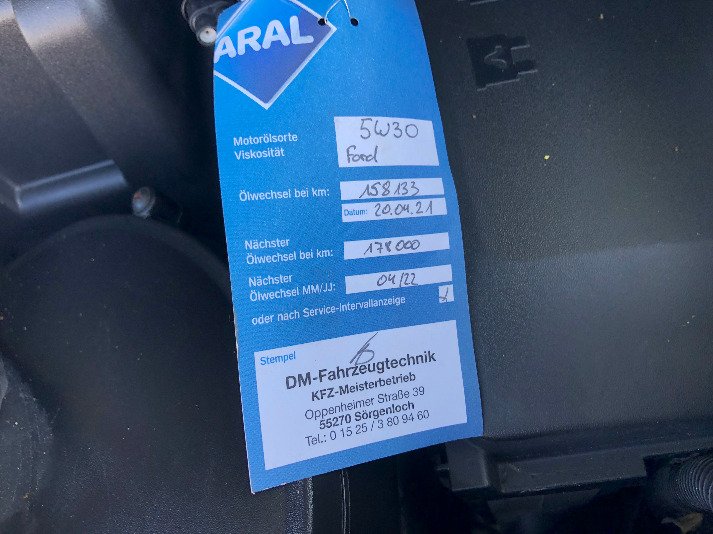 ARAL
Motorölsorte
Viskosität
5W30
Ford
Ölwechsel bei km: 158133
Datum: 20.04.21
Nächster
Ölwechsel bei km: 178000
Nächster
Ölwechsel MM/JJ: 04/22
oder nach Service-Intervallanzeige
Stempel
DM-Fahrzeugtechnik
KFZ-Meisterbetrieb
Oppenheimer Straße 39
55270 Sörgenloch
Tel.: 0 15 25 / 3 80 94 60